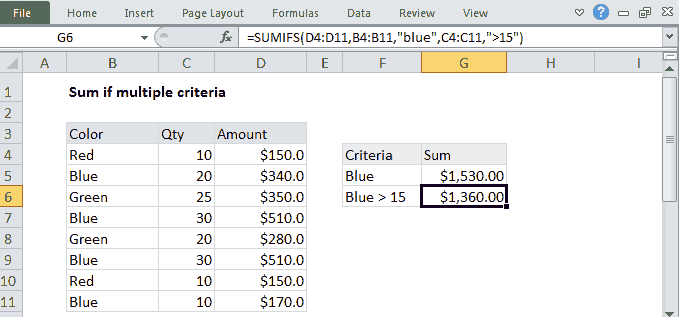 File Home Insert Page Layout Formulas Data Review View
G6 fx =SUMIFS(D4:D11,B4:B11,"blue",C4:C11,">15")
A B C D E F G H I
1 Sum if multiple criteria
2
3 Color Qty Amount
4 Red 10 $150.0 Criteria Sum
5 Blue 20 $340.0 Blue $1,530.00
6 Green 25 $350.0 Blue > 15 $1,360.00
7 Blue 30 $510.0
8 Green 20 $280.0
9 Blue 30 $510.0
10 Red 10 $150.0
11 Blue 10 $170.0